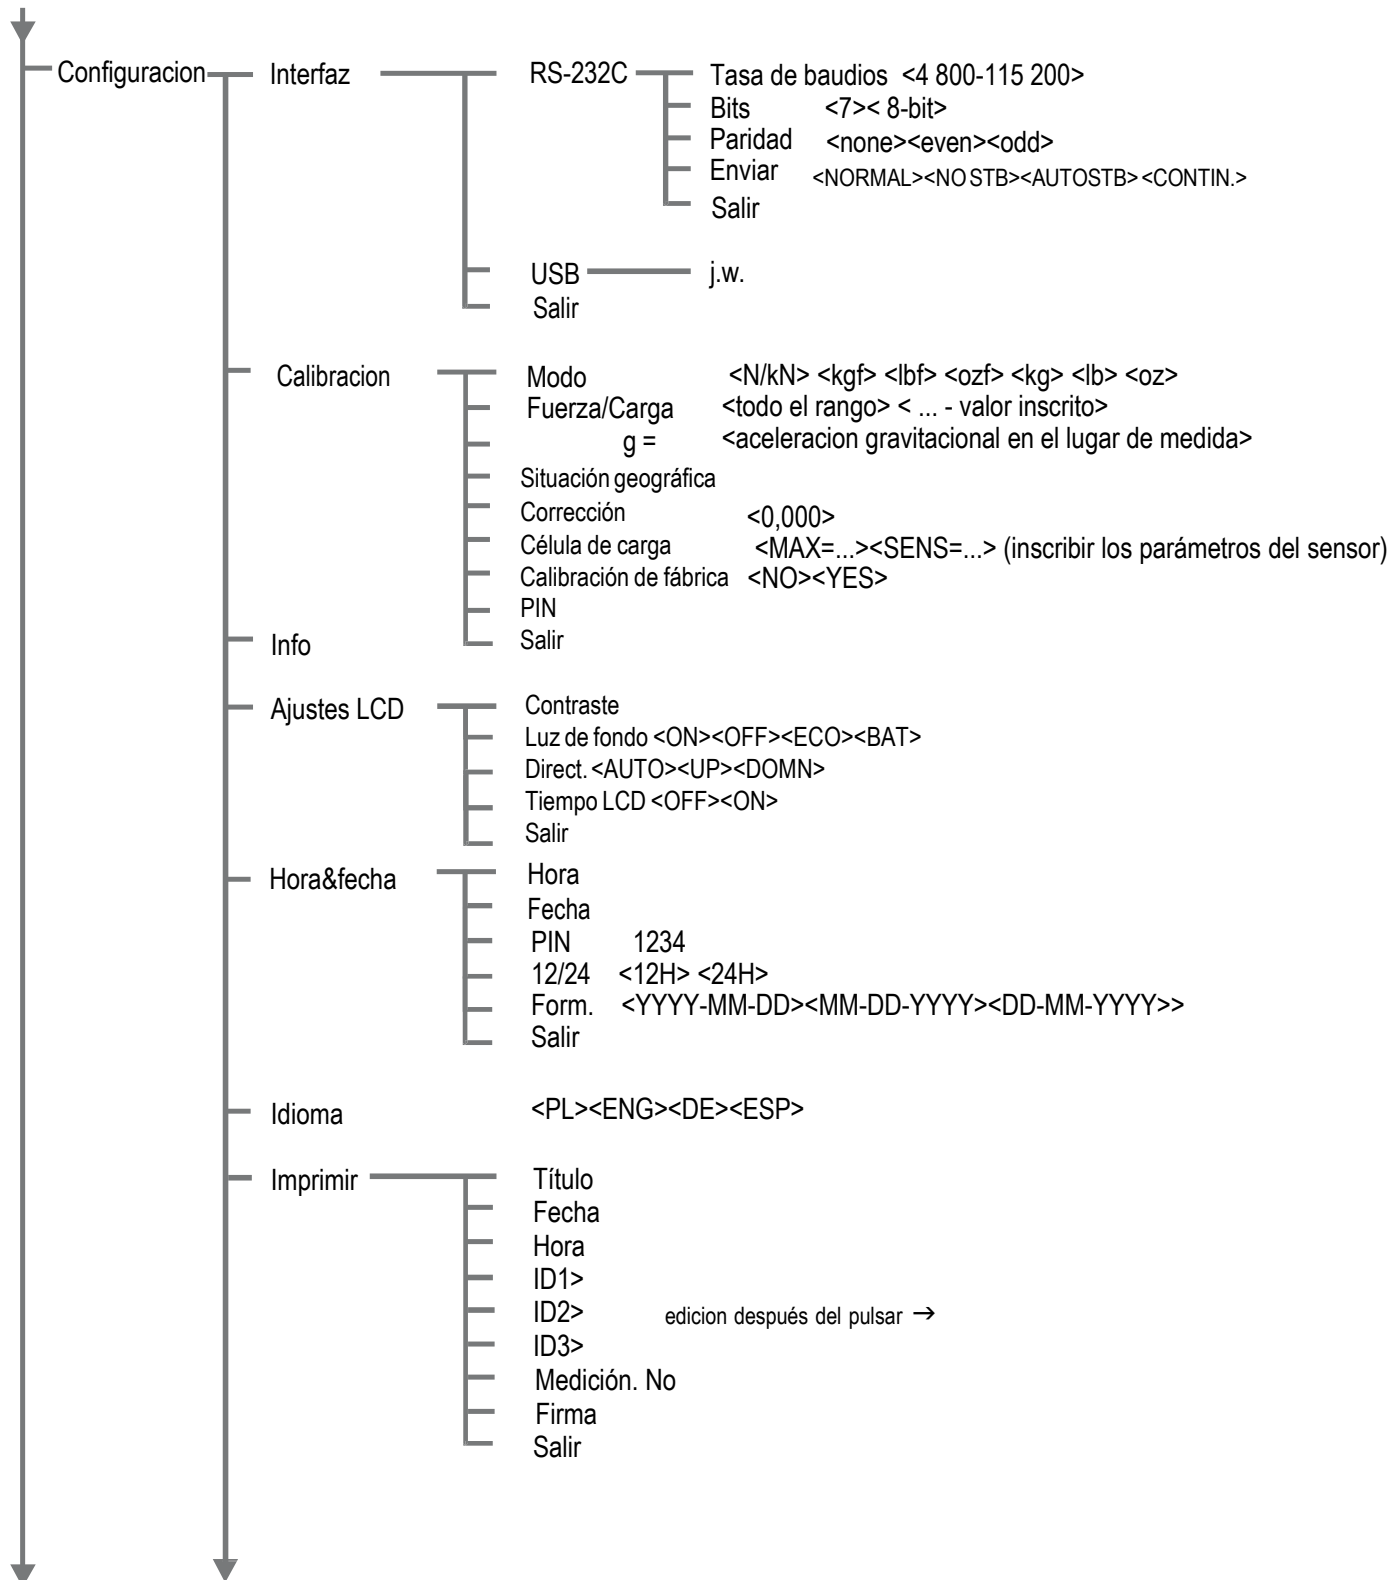 Configuracion Interfaz RS-232C Tasa de baudios <4 800-115 200>
Bits <7>< 8-bit>
Paridad <none><even><odd>
Enviar <NORMAL><NO STB><AUTOSTB><CONTIN.>
Salir
USB j.w.
Salir
Calibracion Modo <N/kN> <kgf> <lbf> <ozf> <kg> <lb> <oz>
Fuerza/Carga <todo el rango> < ... - valor inscrito>
g = <aceleracion gravitacional en el lugar de medida>
Situación geográfica
Corrección <0,000>
Célula de carga <MAX=...><SENS=...> (inscribir los parámetros del sensor)
Calibración de fábrica <NO><YES>
PIN
Salir
Info
Ajustes LCD Contraste
Luz de fondo <ON><OFF><ECO><BAT>
Direct. <AUTO><UP><DOMN>
Tiempo LCD <OFF><ON>
Salir
Hora&fecha Hora
Fecha
PIN 1234
12/24 <12H> <24H>
Form. <YYYY-MM-DD><MM-DD-YYYY><DD-MM-YYYY>>
Salir
Idioma <PL><ENG><DE><ESP>
Imprimir Título
Fecha
Hora
ID1>
ID2> edicion después del pulsar →
ID3>
Medición. No
Firma
Salir